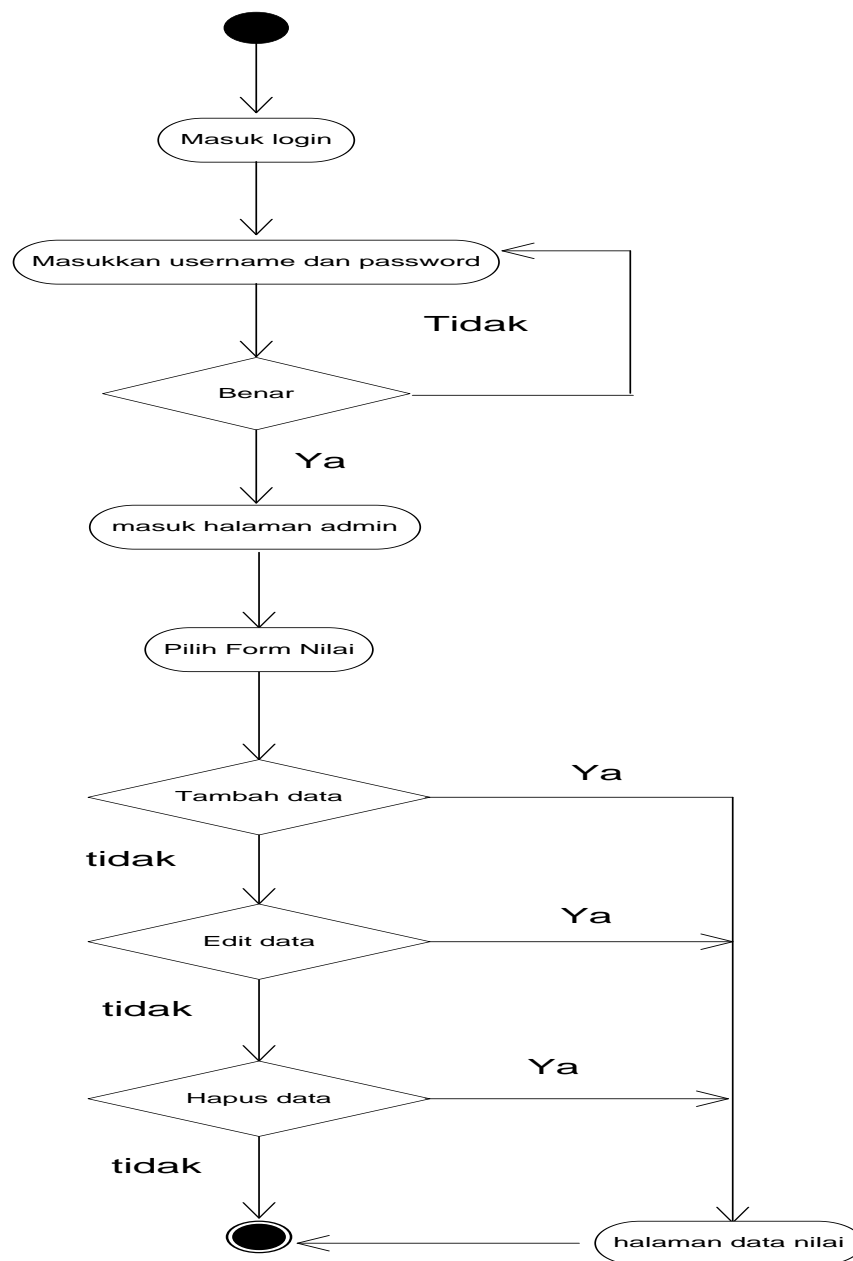 Masuk login
Masukkan username dan password
Tidak
Benar
Ya
masuk halaman admin
Pilih Form Nilai
Ya
Tambah data
tidak
Ya
Edit data
tidak
Ya
Hapus data
tidak
halaman data nilai